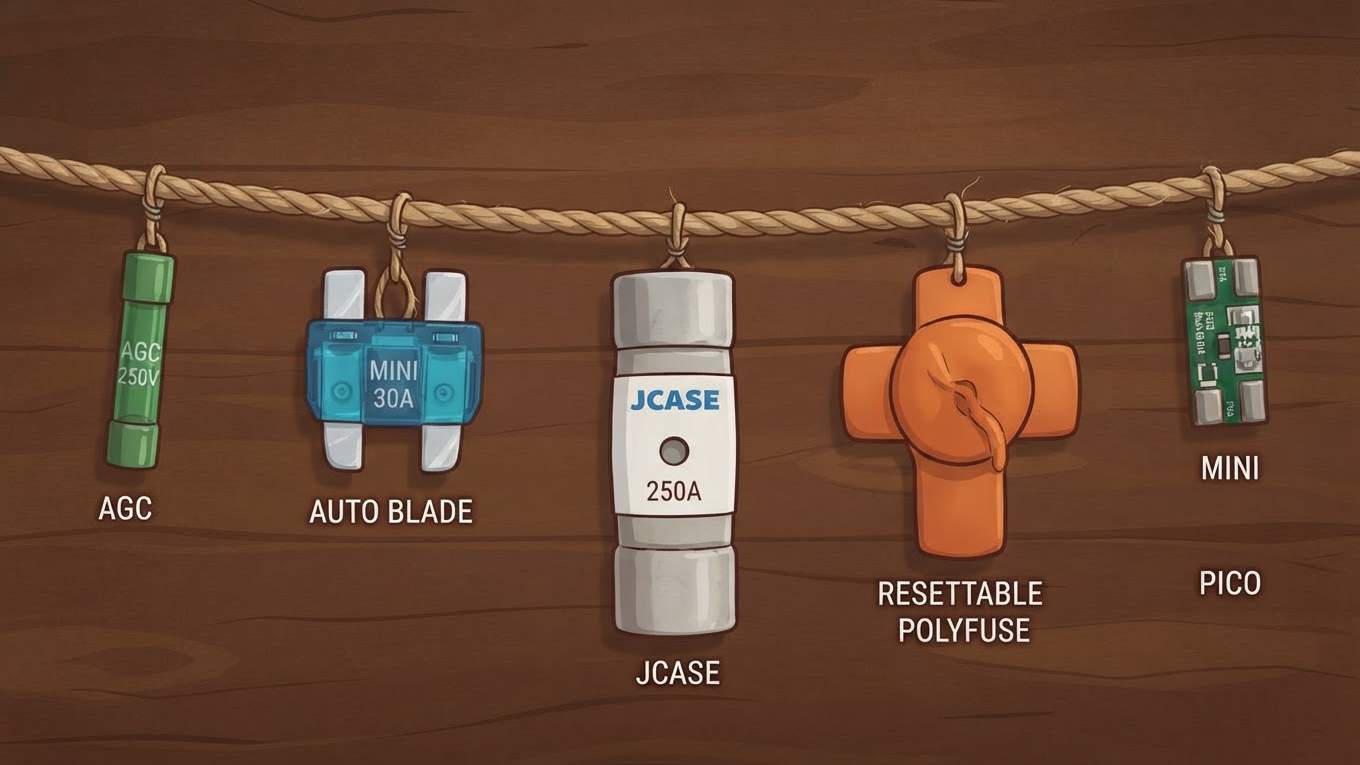 AGC
250V
AGC
MINI
30A
AUTO BLADE
JCASE
250A
JCASE
RESETTABLE
POLYFUSE
MINI
PICO